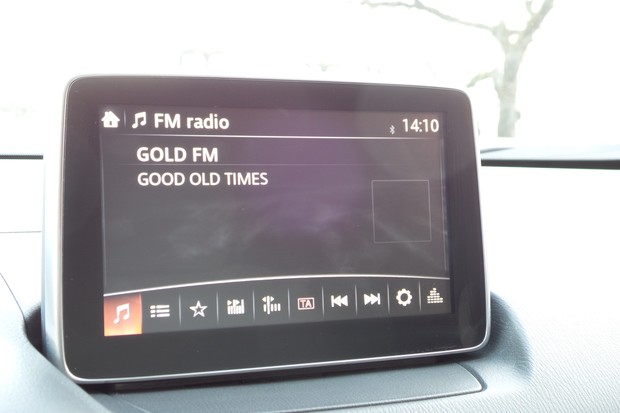 FM radio
14:10
GOLD FM
GOOD OLD TIMES
TA